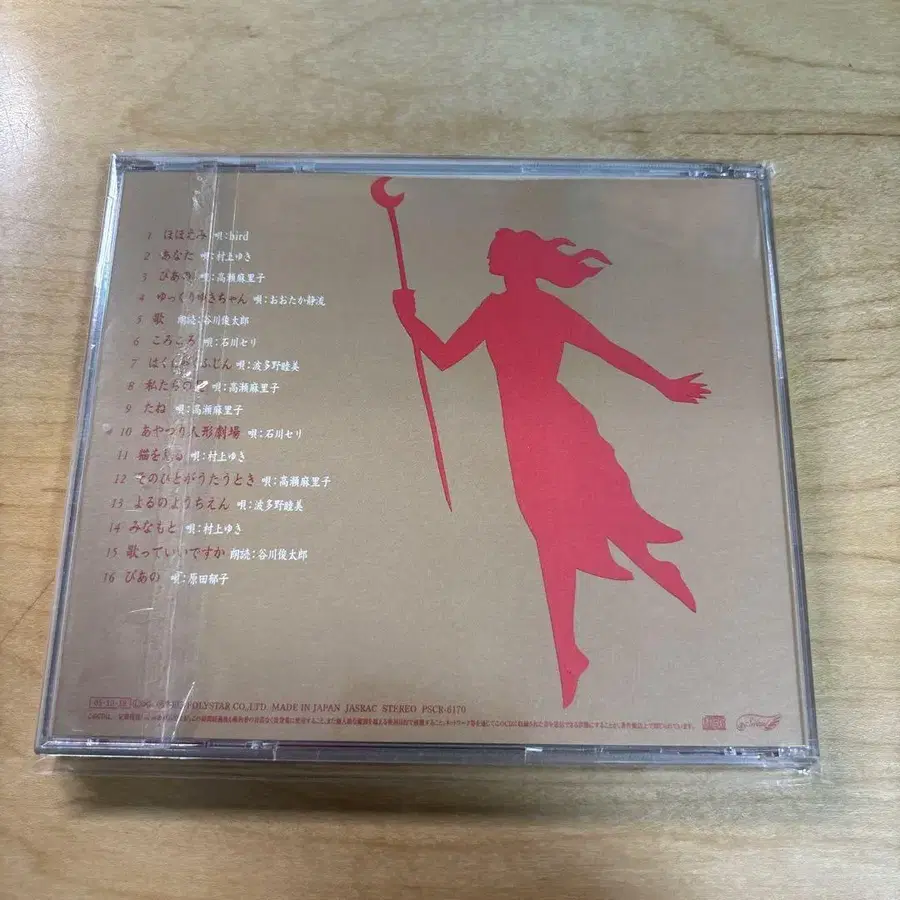 1 ほほえみ 唄:bird
2 あなた 唄:村上ゆき
3 ぴあの 唄:高瀬麻里子
4 ゆっくりゆきちゃん 唄:おおたか静流
5 歌 朗読:谷川俊太郎
6 ころころ 唄:石川セリ
7 ふじん 唄:波多野睦美
8 私たちの 唄:高瀬麻里子
9 たね 唄:高瀬麻里子
10 あやつり人形劇場 唄:石川セリ
11 猫を 唄:村上ゆき
12 そのひとがうたうとき 唄:高瀬麻里子
13 よるのようちえん 唄:波多野睦美
14 みなもと 唄:村上ゆき
15 歌っていいですか 朗読:谷川俊太郎
16 ぴあの 唄:原田郁子
POLYSTAR CO.,LTD. MADE IN JAPAN JASRAC STEREO PSCR-6170